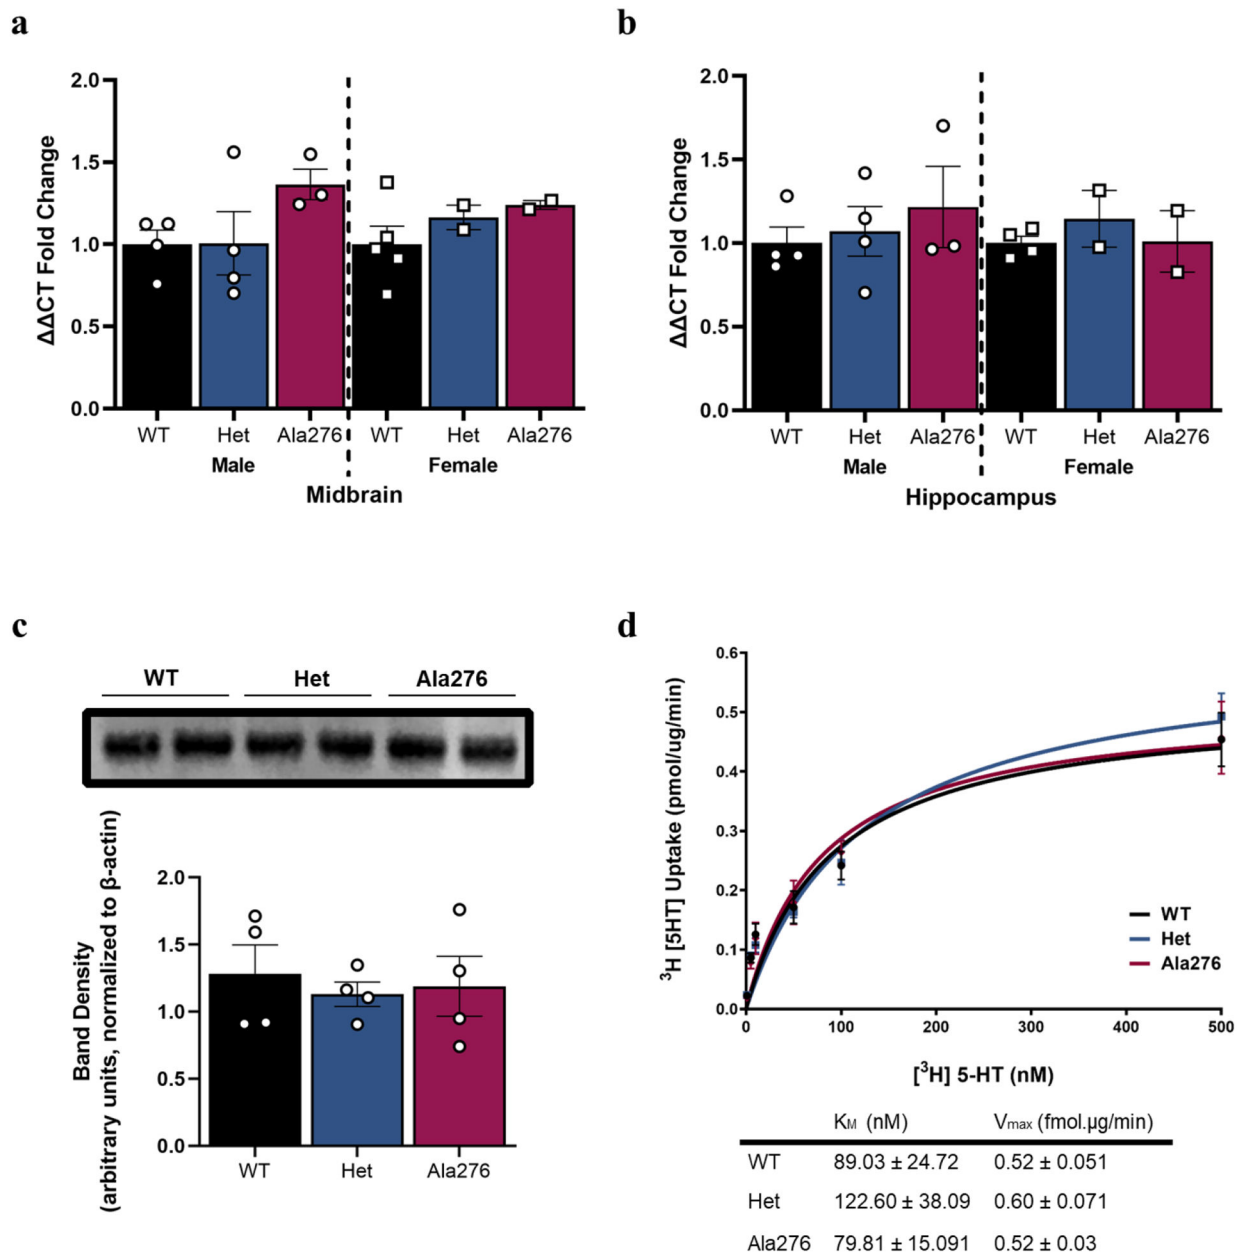 a
2.0
1.5
1.0
0.5
0.0
ΔΔCT Fold Change
WT Het Ala276 WT Het Ala276
Male Female
Midbrain
b
2.0
1.5
1.0
0.5
0.0
ΔΔCT Fold Change
WT Het Ala276 WT Het Ala276
Male Female
Hippocampus
c
WT Het Ala276
Band Density
(arbitrary units, normalized to β-actin)
2.0
1.5
1.0
0.5
0.0
WT Het Ala276
d
0.6
0.5
0.4
0.3
0.2
0.1
0.0
³H [5HT] Uptake (pmol/ug/min)
WT
Het
Ala276
0 100 200 300 400 500
[³H] 5-HT (nM)
KM (nM) Vmax (fmol.µg/min)
WT 89.03 ± 24.72 0.52 ± 0.051
Het 122.60 ± 38.09 0.60 ± 0.071
Ala276 79.81 ± 15.091 0.52 ± 0.03